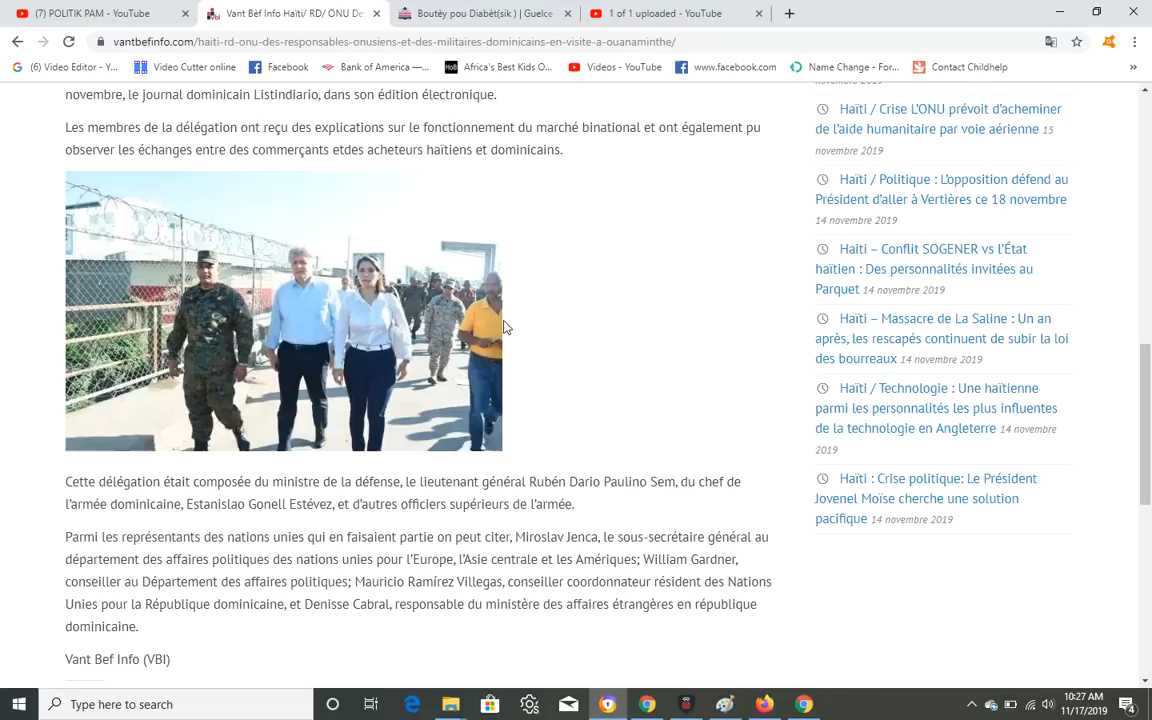 (7) POLITIK PAM - YouTube
Vant Bèf Info Haïti/ RD/ ONU De
Boutèy pou Diabèt(sik ) | Guelce
1 of 1 uploaded - YouTube
vantbefinfo.com/haiti-rd-onu-des-responsables-onusiens-et-des-militaires-dominicains-en-visite-a-ouanaminthe/
(6) Video Editor - Y...
Video Cutter online
Facebook
Bank of America —...
Africa's Best Kids O...
Videos - YouTube
www.facebook.com
Name Change - For...
Contact Childhelp
novembre, le journal dominicain Listindiario, dans son édition électronique.
Les membres de la délégation ont reçu des explications sur le fonctionnement du marché binational et ont également pu
observer les échanges entre des commerçants etdes acheteurs haïtiens et dominicains.
Cette délégation était composée du ministre de la défense, le lieutenant général Rubén Dario Paulino Sem, du chef de
l'armée dominicaine, Estanislao Gonell Estévez, et d'autres officiers supérieurs de l'armée.
Parmi les représentants des nations unies qui en faisaient partie on peut citer, Miroslav Jenca, le sous-secrétaire général au
département des affaires politiques des nations unies pour l'Europe, l'Asie centrale et les Amériques; William Gardner,
conseiller au Département des affaires politiques; Mauricio Ramírez Villegas, conseiller coordonnateur résident des Nations
Unies pour la République dominicaine, et Denisse Cabral, responsable du ministère des affaires étrangères en république
dominicaine.
Vant Bef Info (VBI)
novembre 2019
Haïti / Crise L'ONU prévoit d'acheminer
de l'aide humanitaire par voie aérienne 15
novembre 2019
Haïti / Politique : L'opposition défend au
Président d'aller à Vertières ce 18 novembre
14 novembre 2019
Haiti – Conflit SOGENER vs l'État
haïtien : Des personnalités invitées au
Parquet 14 novembre 2019
Haïti – Massacre de La Saline : Un an
après, les rescapés continuent de subir la loi
des bourreaux 14 novembre 2019
Haïti / Technologie : Une haïtienne
parmi les personnalités les plus influentes
de la technologie en Angleterre 14 novembre
2019
Haïti : Crise politique: Le Président
Jovenel Moïse cherche une solution
pacifique 14 novembre 2019
Type here to search
10:27 AM
11/17/2019
4